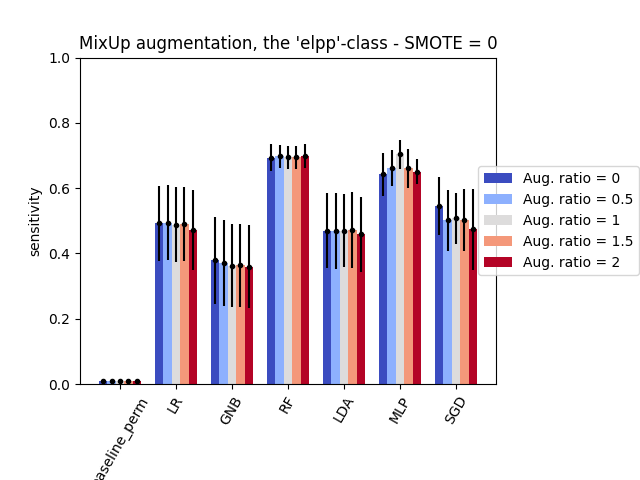 MixUp augmentation, the 'elpp'-class - SMOTE = 0
1.0
0.8
0.6
0.4
0.2
0.0
sensitivity
Aug. ratio = 0
Aug. ratio = 0.5
Aug. ratio = 1
Aug. ratio = 1.5
Aug. ratio = 2
aseline_perm
LR
GNB
RF
LDA
MLP
SGD